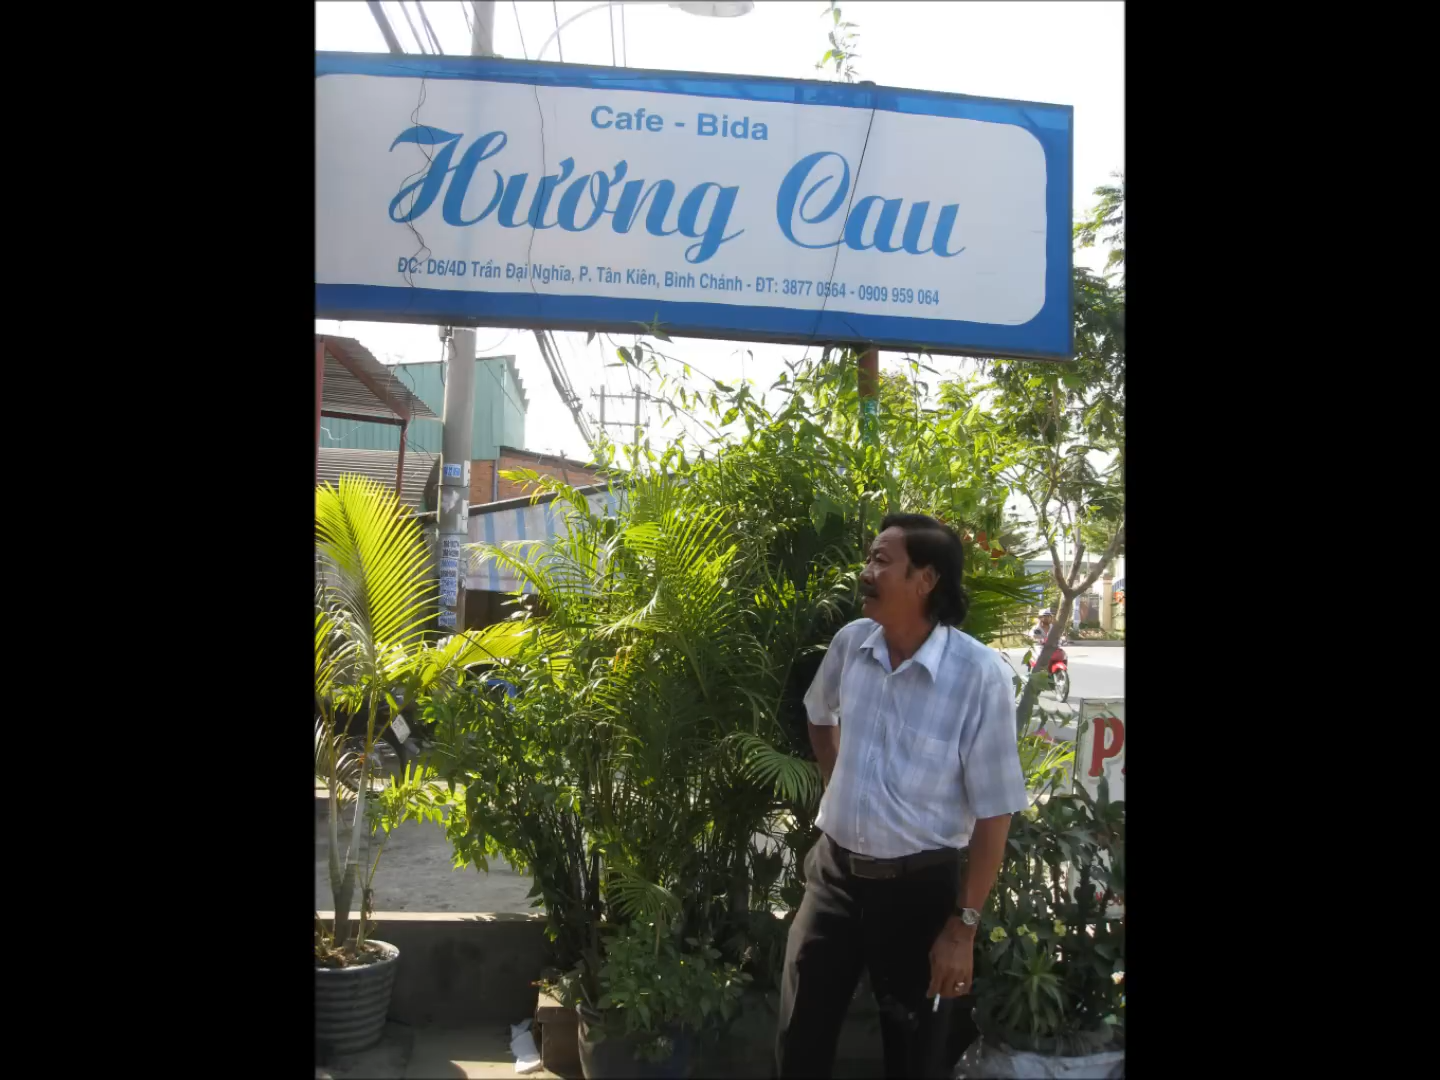 Cafe - Bida
Hương Cau
ĐC: D6/4D Trần Đại Nghĩa, P. Tân Kiên, Bình Chánh - ĐT: 3877 0564 - 0909 959 064